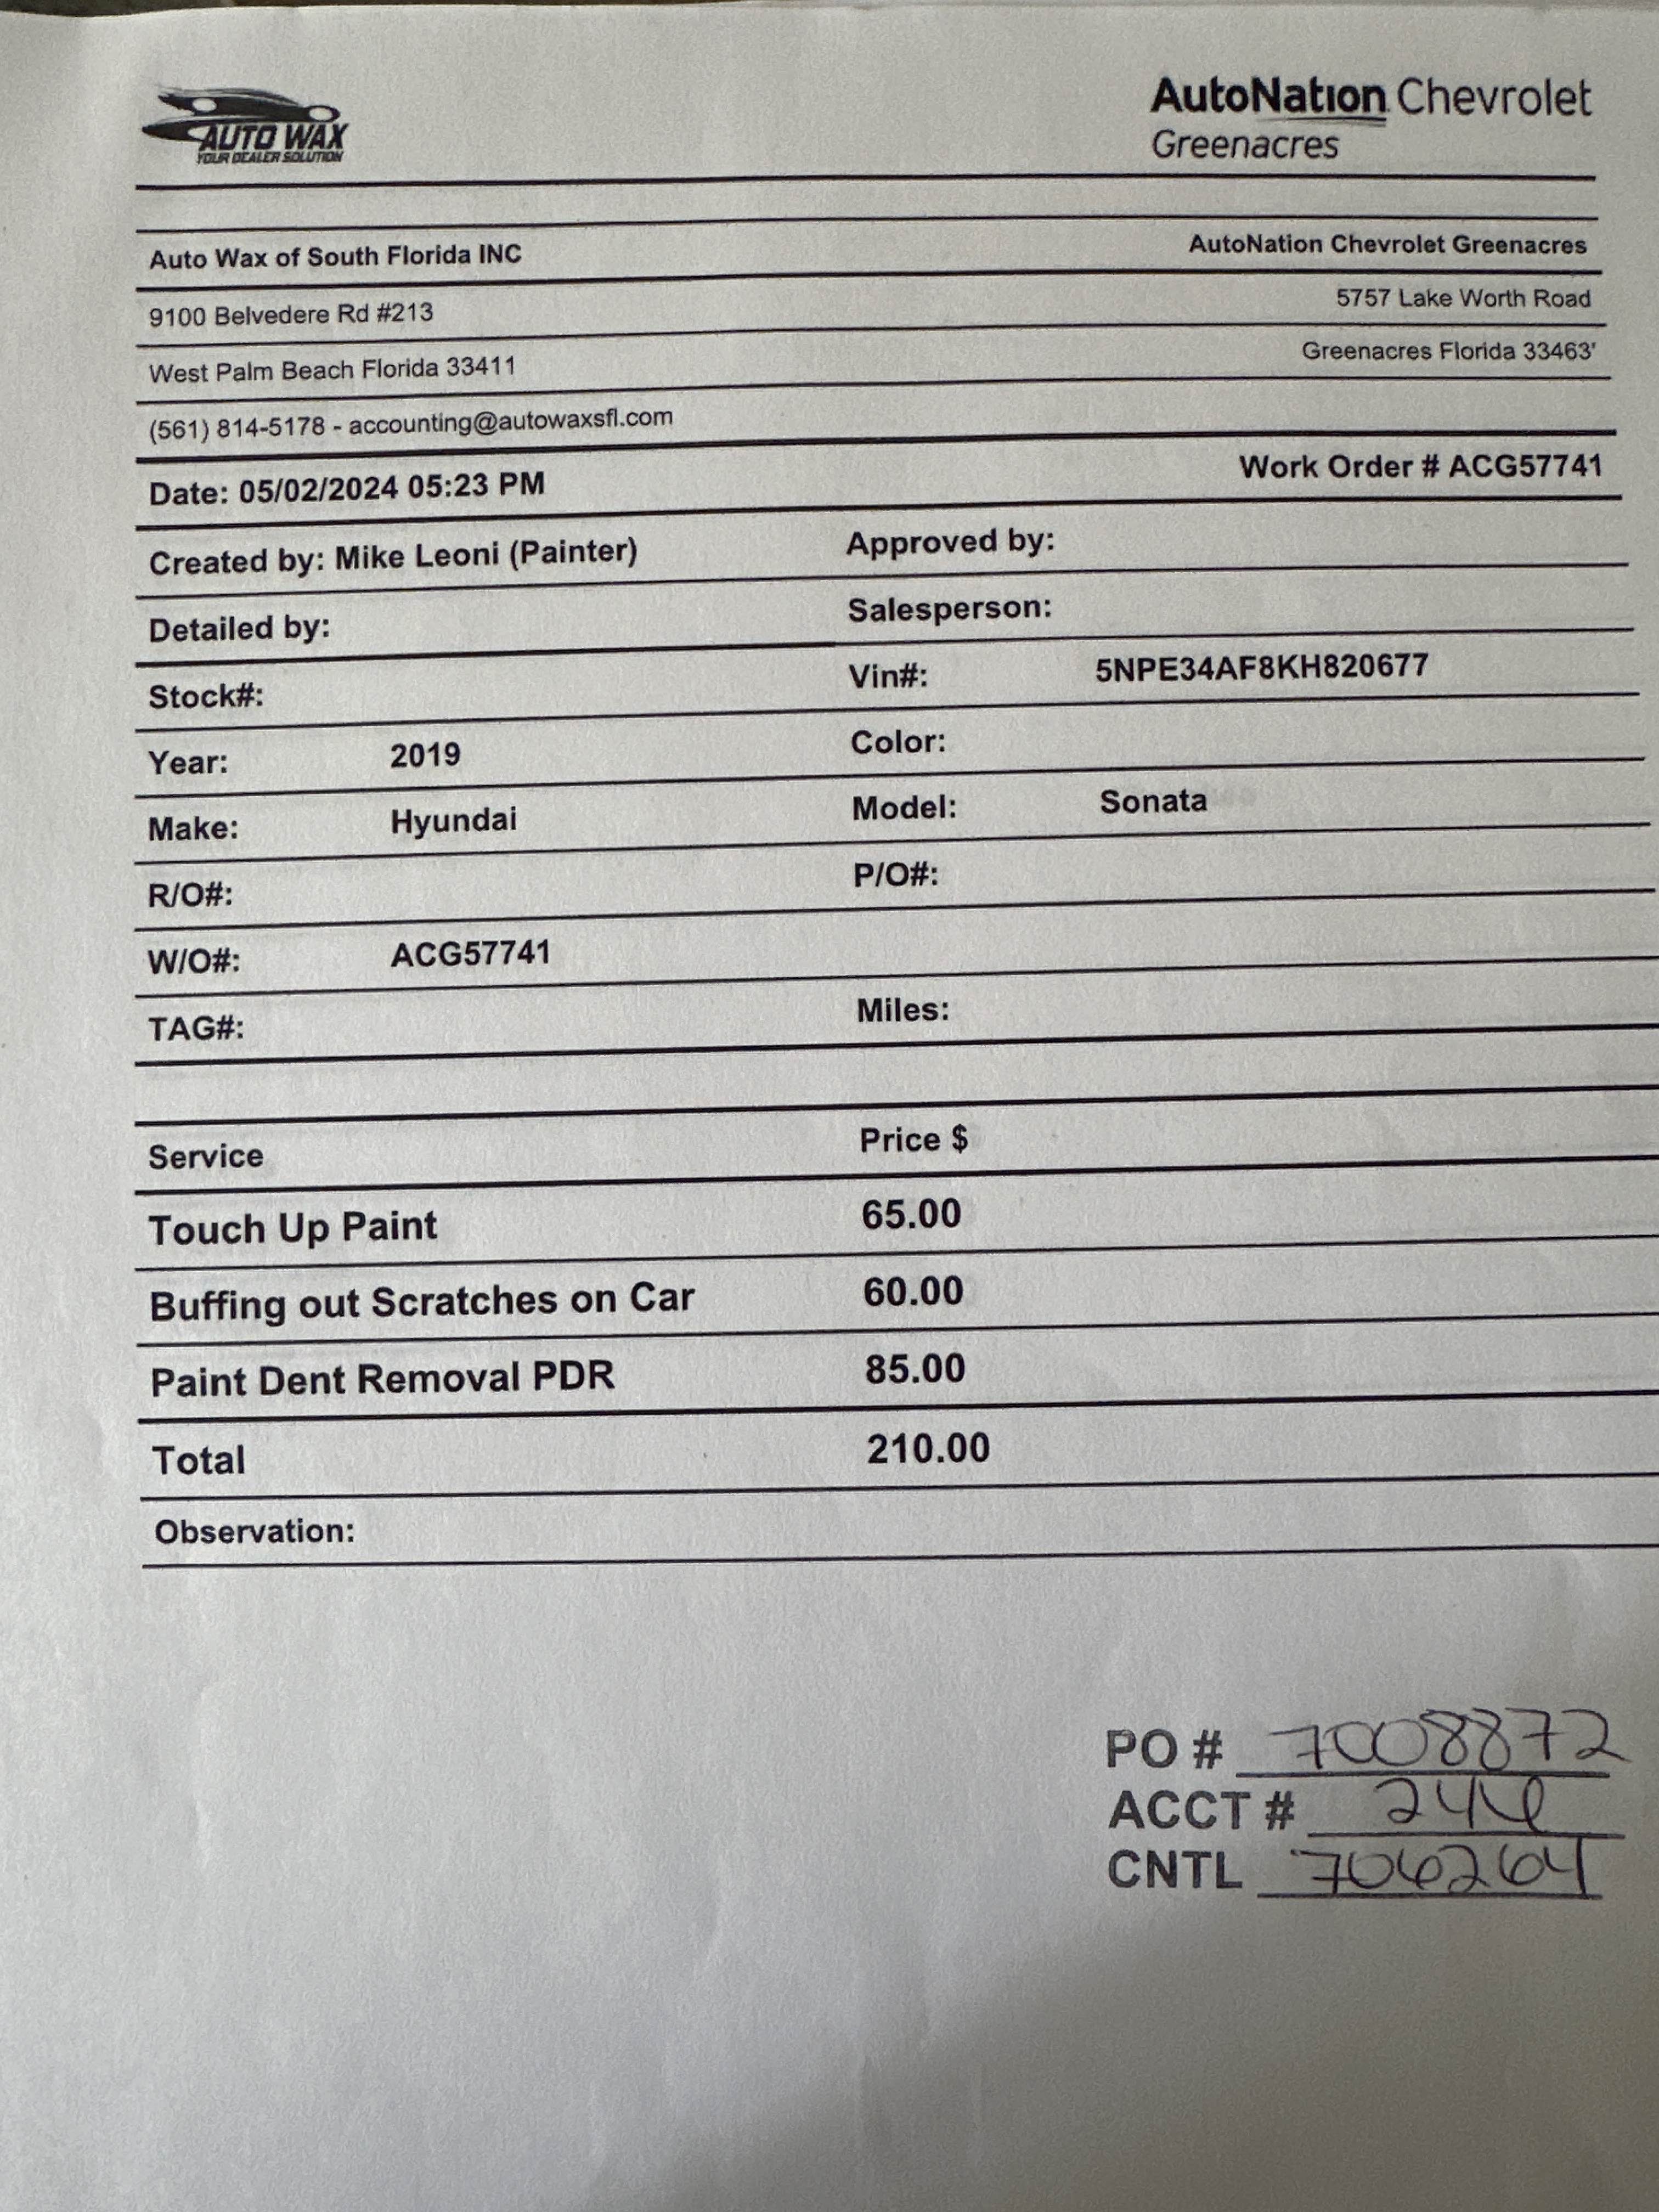 AUTO WAX
YOUR DEALER SOLUTION
AutoNation Chevrolet
Greenacres
Auto Wax of South Florida INC AutoNation Chevrolet Greenacres
9100 Belvedere Rd #213 5757 Lake Worth Road
West Palm Beach Florida 33411 Greenacres Florida 33463'
(561) 814-5178 - accounting@autowaxsfl.com
Date: 05/02/2024 05:23 PM Work Order # ACG57741
Created by: Mike Leoni (Painter) Approved by:
Detailed by: Salesperson:
Stock#: Vin#: 5NPE34AF8KH820677
Year: 2019 Color:
Make: Hyundai Model: Sonata
R/O#: P/O#:
W/O#: ACG57741
TAG#: Miles:
Service Price $
Touch Up Paint 65.00
Buffing out Scratches on Car 60.00
Paint Dent Removal PDR 85.00
Total 210.00
Observation:
PO # 7008872
ACCT #
CNTL 706264